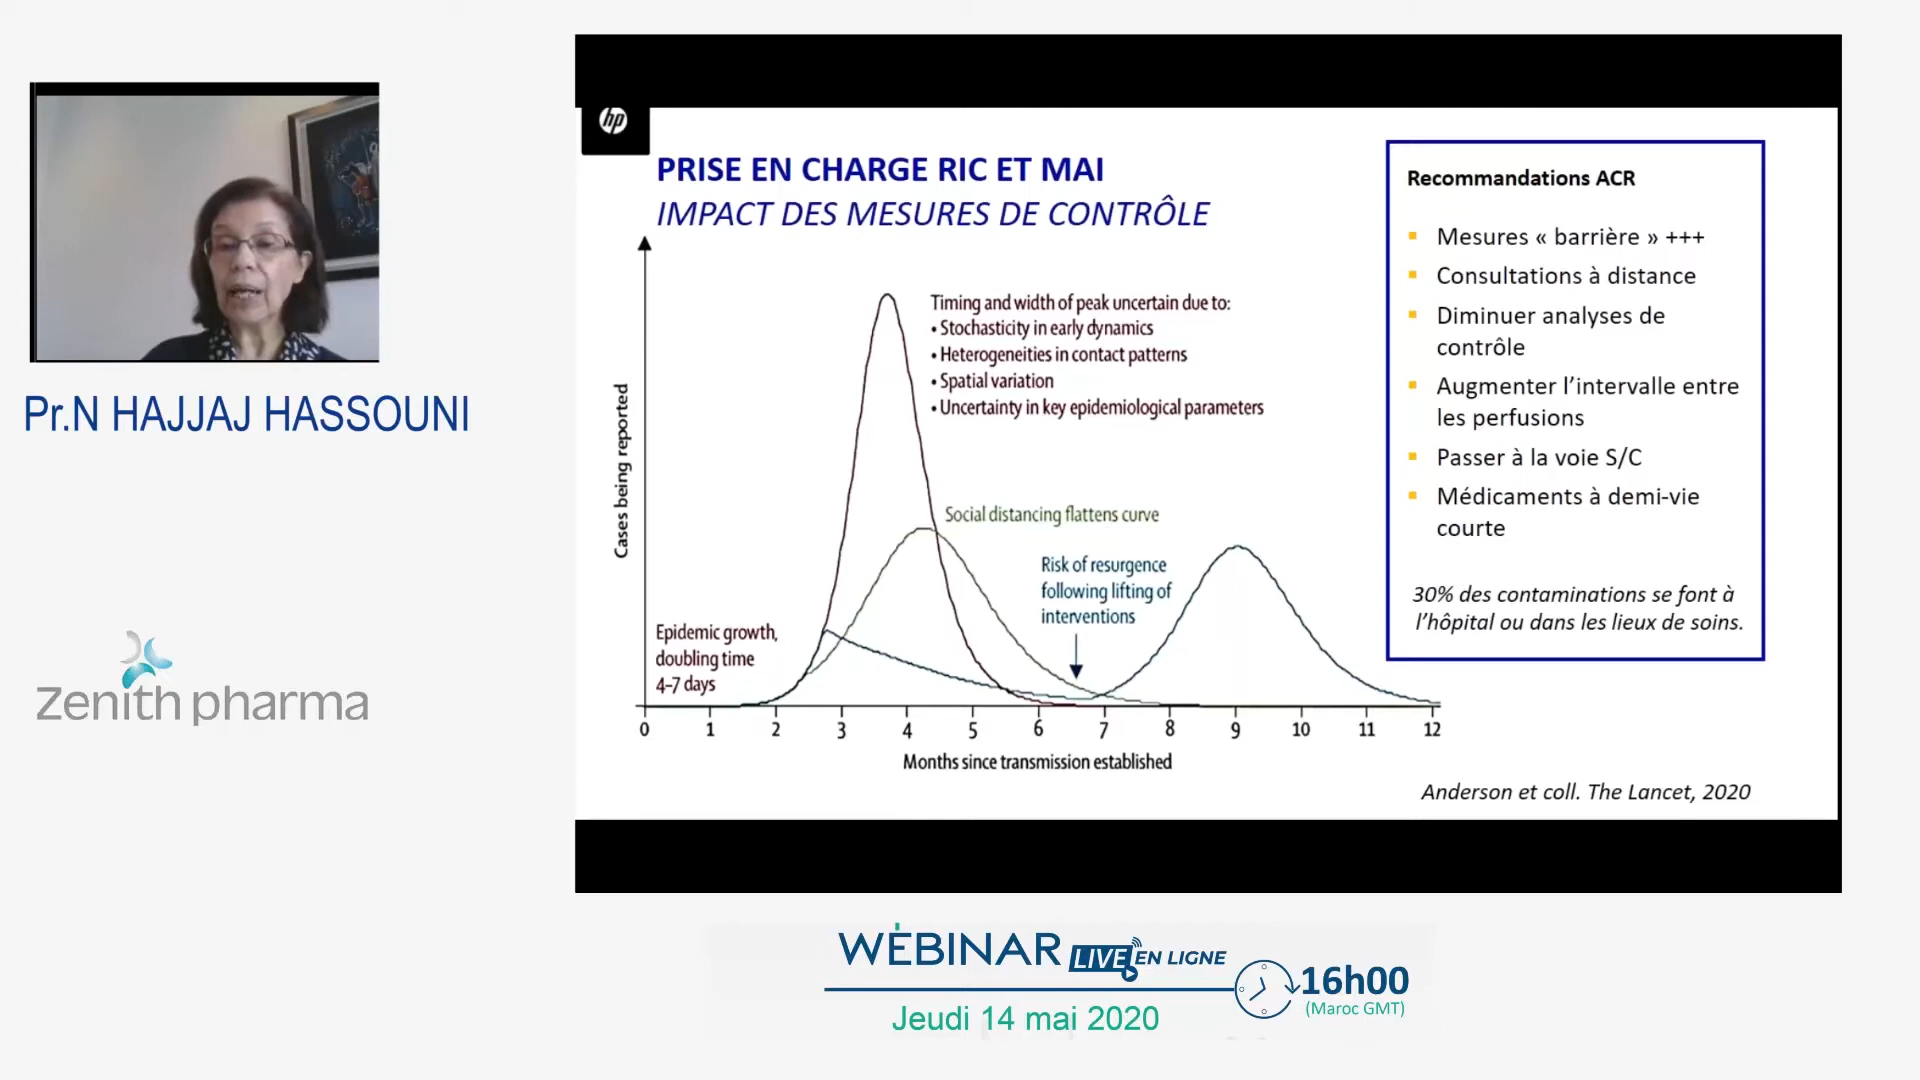 hp
PRISE EN CHARGE RIC ET MAI
IMPACT DES MESURES DE CONTRÔLE
Cases being reported
Timing and width of peak uncertain due to:
• Stochasticity in early dynamics
• Heterogeneities in contact patterns
• Spatial variation
• Uncertainty in key epidemiological parameters
Social distancing flattens curve
Risk of resurgence
following lifting of
interventions
Epidemic growth,
doubling time
4–7 days
0 1 2 3 4 5 6 7 8 9 10 11 12
Months since transmission established
Recommandations ACR
▪ Mesures « barrière » +++
▪ Consultations à distance
▪ Diminuer analyses de
contrôle
▪ Augmenter l’intervalle entre
les perfusions
▪ Passer à la voie S/C
▪ Médicaments à demi-vie
courte
30% des contaminations se font à
l’hôpital ou dans les lieux de soins.
Anderson et coll. The Lancet, 2020
Pr.N HAJJAJ HASSOUNI
Zenith pharma
WEBINAR LIVE EN LIGNE
16h00
(Maroc GMT)
Jeudi 14 mai 2020